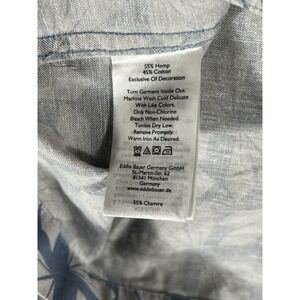 55% Hemp
45% Cotton
Exclusive Of Decoration
Turn Garment Inside Out.
Machine Wash Cold Delicate
With Like Colors.
Only Non-Chlorine
Bleach When Needed.
Tumble Dry Low.
Remove Promptly.
Warm Iron As Needed.
Eddie Bauer Germany GmbH
St.-Martin-Str. 62
81541 München
Germany
www.eddiebauer.de
55% Chanvre